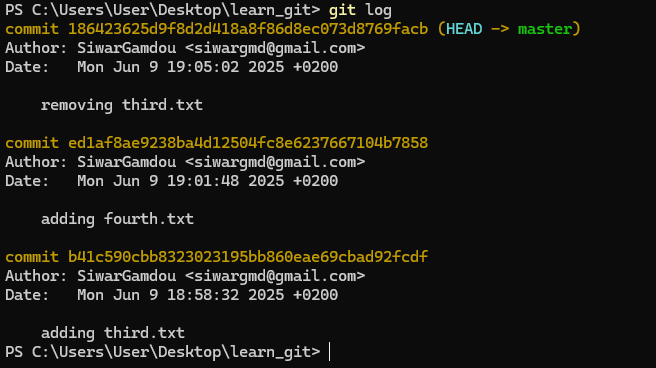 PS C:\Users\User\Desktop\learn_git> git log
commit 186423625d9f8d2d418a8f86d8ec073d8769facb (HEAD -> master)
Author: SiwarGamdou <siwargmd@gmail.com>
Date:   Mon Jun 9 19:05:02 2025 +0200
    removing third.txt
commit ed1af8ae9238ba4d12504fc8e6237667104b7858
Author: SiwarGamdou <siwargmd@gmail.com>
Date:   Mon Jun 9 19:01:48 2025 +0200
    adding fourth.txt
commit b41c590cbb8323023195bb860eae69cbad92fcdf
Author: SiwarGamdou <siwargmd@gmail.com>
Date:   Mon Jun 9 18:58:32 2025 +0200
    adding third.txt
PS C:\Users\User\Desktop\learn_git>